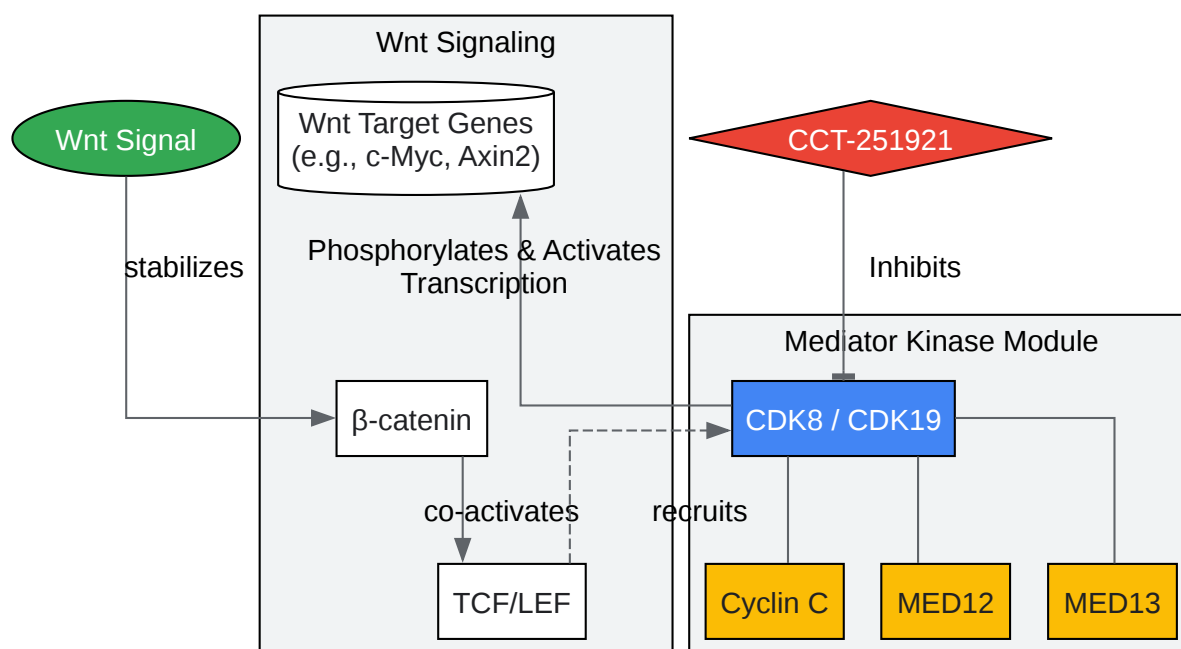 Wnt Signaling
Wnt Signal
Wnt Target Genes
(e.g., c-Myc, Axin2)
CCT-251921
stabilizes
Phosphorylates & Activates
Transcription
Inhibits
Mediator Kinase Module
β-catenin
CDK8 / CDK19
co-activates
recruits
TCF/LEF
Cyclin C
MED12
MED13